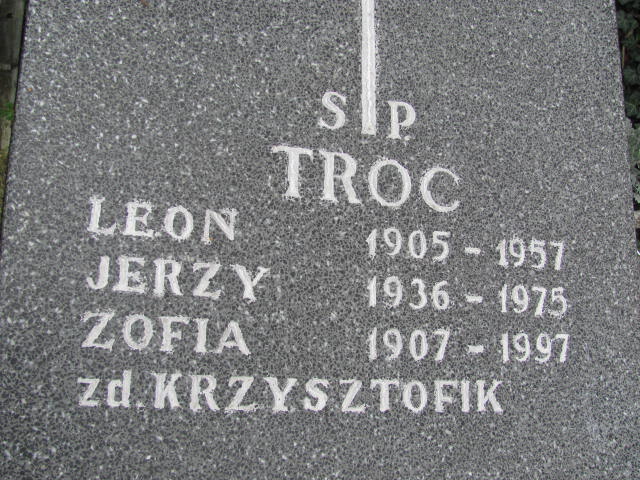 S P.
TROC
LEON 1905 - 1957
JERZY 1936 - 1975
ZOFIA 1907 - 1997
zd. KRZYSZTOFIK